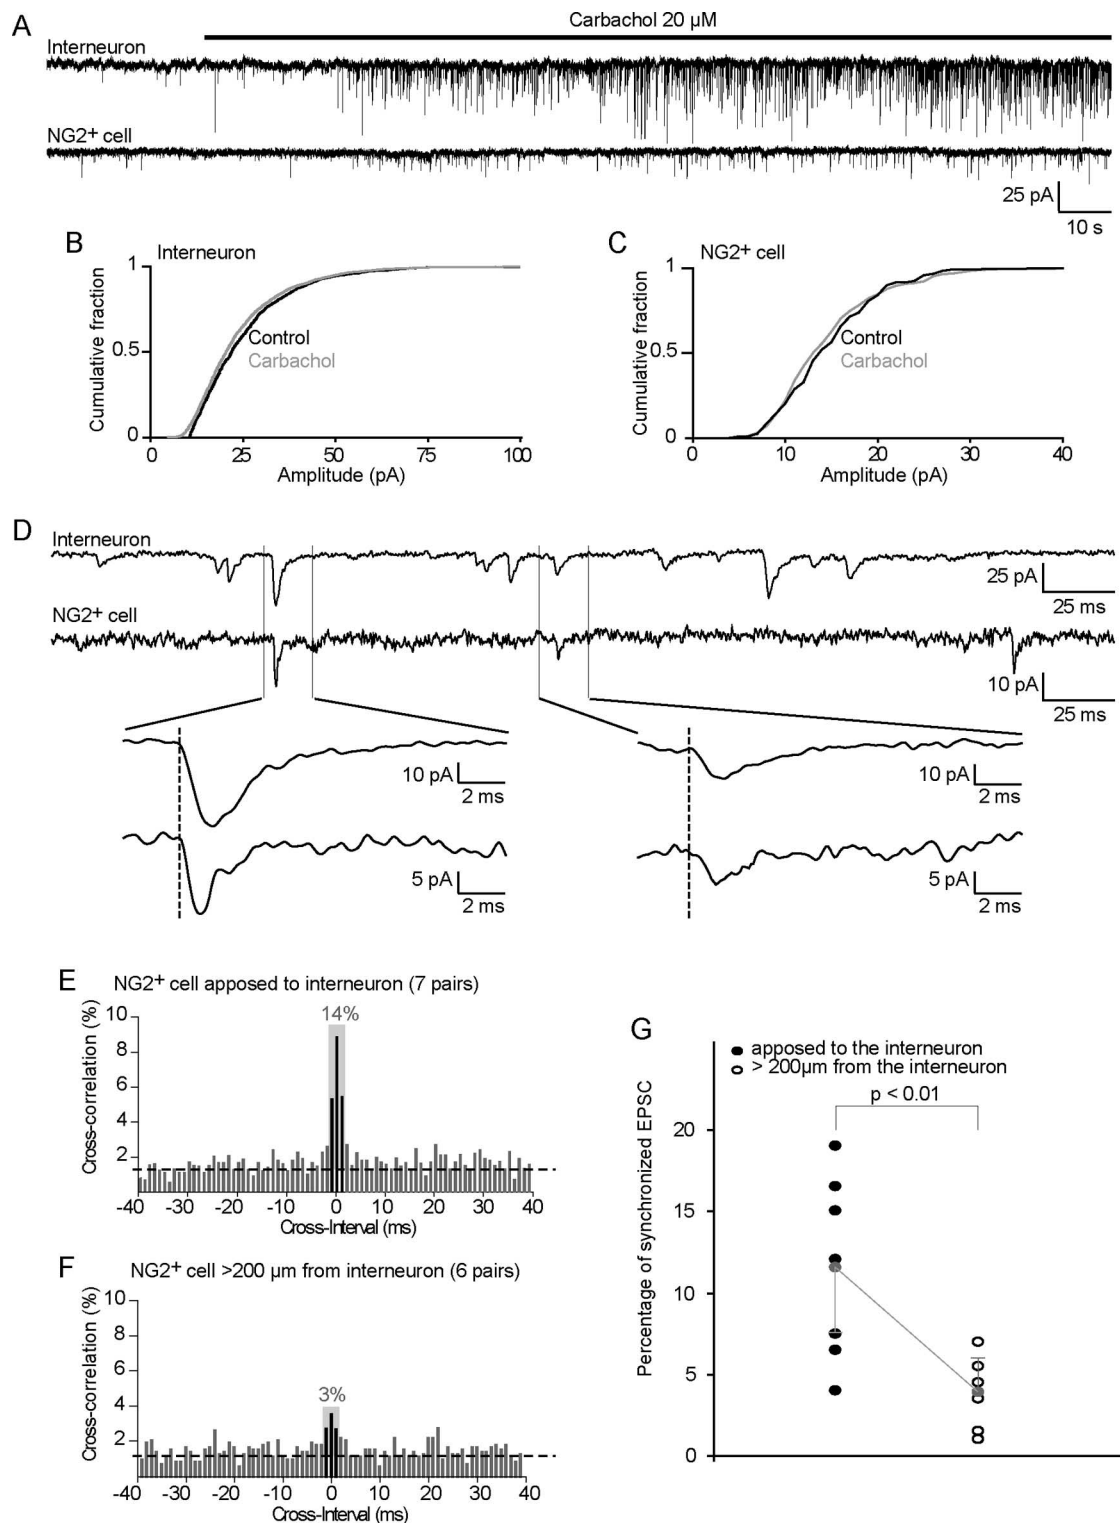 A
Carbachol 20 µM
Interneuron
NG2+ cell
25 pA
10 s
B
Interneuron
Cumulative fraction
1
0.5
0
Control
Carbachol
0 25 50 75 100
Amplitude (pA)
C
NG2+ cell
Cumulative fraction
1
0.5
0
Control
Carbachol
0 10 20 30 40
Amplitude (pA)
D
Interneuron
25 pA
25 ms
NG2+ cell
10 pA
25 ms
10 pA
2 ms
10 pA
2 ms
5 pA
2 ms
5 pA
2 ms
E
NG2+ cell apposed to interneuron (7 pairs)
Cross-correlation (%)
10
8
6
4
2
14%
-40 -30 -20 -10 0 10 20 30 40
Cross-Interval (ms)
F
NG2+ cell >200 µm from interneuron (6 pairs)
Cross-correlation (%)
10
8
6
4
2
3%
-40 -30 -20 -10 0 10 20 30 40
Cross-Interval (ms)
G
apposed to the interneuron
> 200µm from the interneuron
p < 0.01
Percentage of synchronized EPSC
20
15
10
5
0